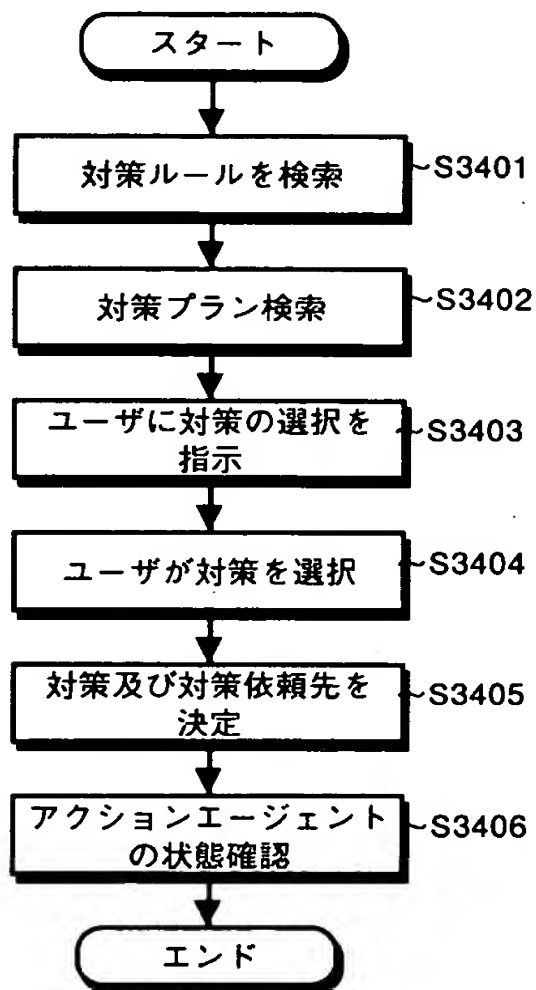 スタート
対策ルールを検索
~S3401
対策プラン検索
~S3402
ユーザに対策の選択を
指示
~S3403
ユーザが対策を選択
~S3404
対策及び対策依頼先を
決定
~S3405
アクションエージェント
の状態確認
~S3406
エンド